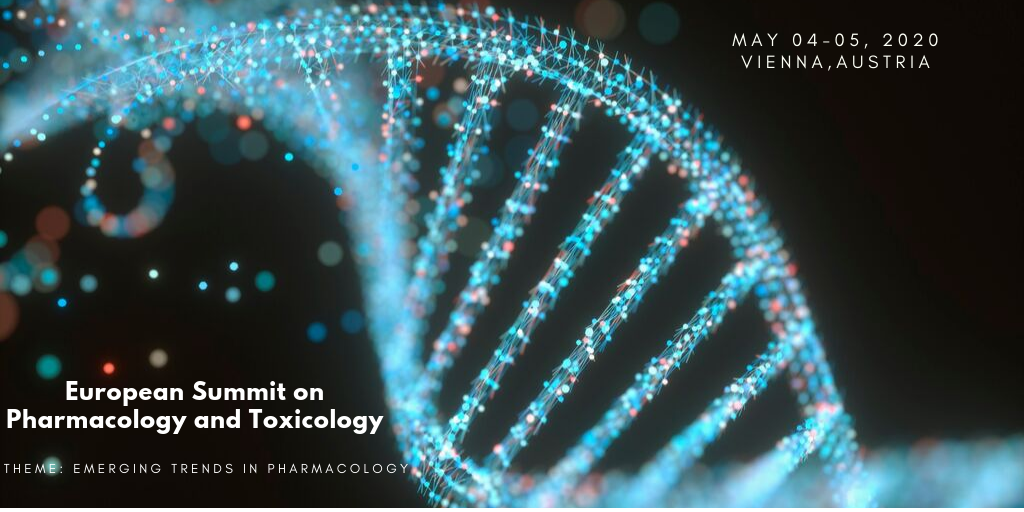 MAY 04-05, 2020
VIENNA,AUSTRIA
European Summit on
Pharmacology and Toxicology
THEME: EMERGING TRENDS IN PHARMACOLOGY